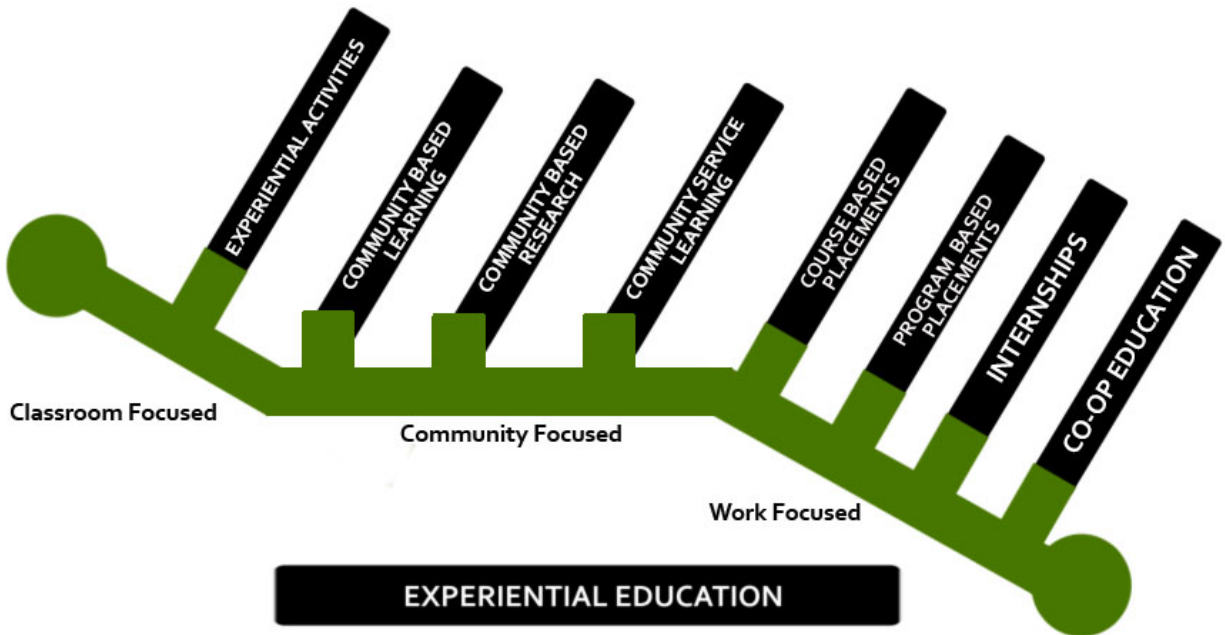 EXPERIENTIAL ACTIVITIES
COMMUNITY BASED
LEARNING
COMMUNITY BASED
RESEARCH
COMMUNITY SERVICE
LEARNING
COURSE BASED
PLACEMENTS
PROGRAM BASED
PLACEMENTS
INTERNSHIPS
CO-OP EDUCATION
Classroom Focused
Community Focused
Work Focused
EXPERIENTIAL EDUCATION